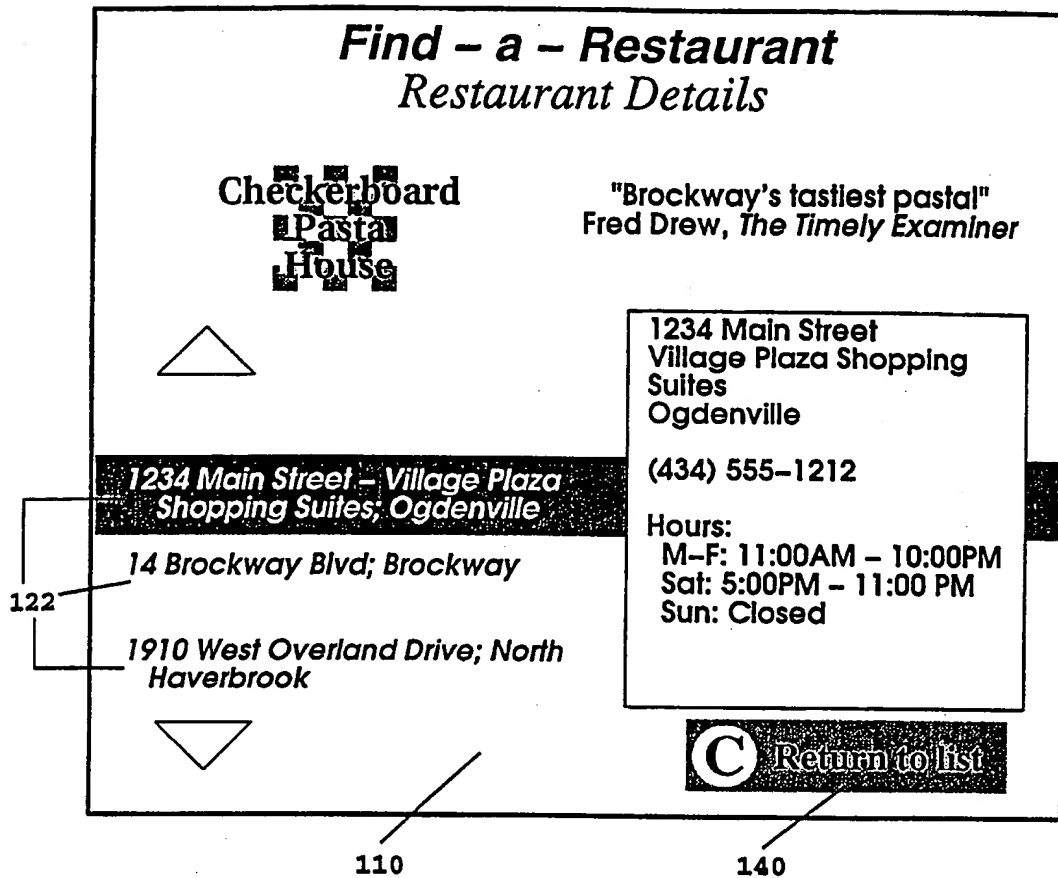 Find – a – Restaurant
Restaurant Details
Checkerboard
Pasta
House
"Brockway's tastiest pasta!"
Fred Drew, The Timely Examiner
1234 Main Street
Village Plaza Shopping
Suites
Ogdenville
(434) 555–1212
Hours:
M–F: 11:00AM – 10:00PM
Sat: 5:00PM – 11:00 PM
Sun: Closed
1234 Main Street – Village Plaza
Shopping Suites; Ogdenville
14 Brockway Blvd; Brockway
1910 West Overland Drive; North
Haverbrook
122
C Return to list
110
140